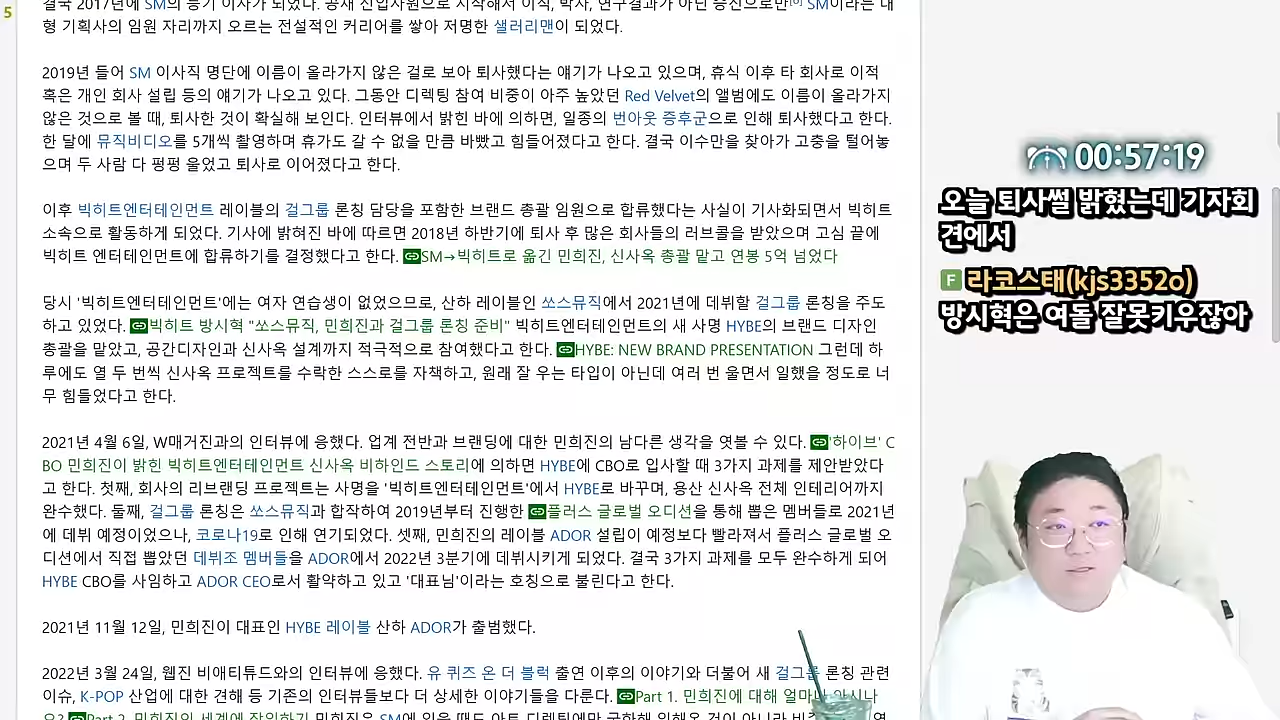 5
결국 2017년에 SM의 등기 이사가 되었다. 공채 신입사원으로 시작해서 이직, 박사, 연구결과가 아닌 승진으로만 SM이라는 대
형 기획사의 임원 자리까지 오르는 전설적인 커리어를 쌓아 저명한 샐러리맨이 되었다.
2019년 들어 SM 이사직 명단에 이름이 올라가지 않은 걸로 보아 퇴사했다는 얘기가 나오고 있으며, 휴식 이후 타 회사로 이적
혹은 개인 회사 설립 등의 얘기가 나오고 있다. 그동안 디렉팅 참여 비중이 아주 높았던 Red Velvet의 앨범에도 이름이 올라가지
않은 것으로 볼 때, 퇴사한 것이 확실해 보인다. 인터뷰에서 밝힌 바에 의하면, 일종의 번아웃 증후군으로 인해 퇴사했다고 한다.
한 달에 뮤직비디오를 5개씩 촬영하며 휴가도 갈 수 없을 만큼 바빴고 힘들어졌다고 한다. 결국 이수만을 찾아가 고충을 털어놓
으며 두 사람 다 펑펑 울었고 퇴사로 이어졌다고 한다.
이후 빅히트엔터테인먼트 레이블의 걸그룹 론칭 담당을 포함한 브랜드 총괄 임원으로 합류했다는 사실이 기사화되면서 빅히트
소속으로 활동하게 되었다. 기사에 밝혀진 바에 따르면 2018년 하반기에 퇴사 후 많은 회사들의 러브콜을 받았으며 고심 끝에
빅히트 엔터테인먼트에 합류하기를 결정했다고 한다. SM→빅히트로 옮긴 민희진, 신사옥 총괄 맡고 연봉 5억 넘었다
당시 '빅히트엔터테인먼트'에는 여자 연습생이 없었으므로, 산하 레이블인 쏘스뮤직에서 2021년에 데뷔할 걸그룹 론칭을 주도
하고 있었다. 빅히트 방시혁 "쏘스뮤직, 민희진과 걸그룹 론칭 준비" 빅히트엔터테인먼트의 새 사명 HYBE의 브랜드 디자인
총괄을 맡았고, 공간디자인과 신사옥 설계까지 적극적으로 참여했다고 한다. HYBE: NEW BRAND PRESENTATION 그런데 하
루에도 열 두 번씩 신사옥 프로젝트를 수락한 스스로를 자책하고, 원래 잘 우는 타입이 아닌데 여러 번 울면서 일했을 정도로 너
무 힘들었다고 한다.
2021년 4월 6일, W매거진과의 인터뷰에 응했다. 업계 전반과 브랜딩에 대한 민희진의 남다른 생각을 엿볼 수 있다. '하이브' C
BO 민희진이 밝힌 빅히트엔터테인먼트 신사옥 비하인드 스토리에 의하면 HYBE에 CBO로 입사할 때 3가지 과제를 제안받았다
고 한다. 첫째, 회사의 리브랜딩 프로젝트는 사명을 '빅히트엔터테인먼트'에서 HYBE로 바꾸며, 용산 신사옥 전체 인테리어까지
완수했다. 둘째, 걸그룹 론칭은 쏘스뮤직과 합작하여 2019년부터 진행한 플러스 글로벌 오디션을 통해 뽑은 멤버들로 2021년
에 데뷔 예정이었으나, 코로나19로 인해 연기되었다. 셋째, 민희진의 레이블 ADOR 설립이 예정보다 빨라져서 플러스 글로벌 오
디션에서 직접 뽑았던 데뷔조 멤버들을 ADOR에서 2022년 3분기에 데뷔시키게 되었다. 결국 3가지 과제를 모두 완수하게 되어
HYBE CBO를 사임하고 ADOR CEO로서 활약하고 있고 '대표님'이라는 호칭으로 불린다고 한다.
2021년 11월 12일, 민희진이 대표인 HYBE 레이블 산하 ADOR가 출범했다.
2022년 3월 24일, 웹진 비애티튜드와의 인터뷰에 응했다. 유 퀴즈 온 더 블럭 출연 이후의 이야기와 더불어 새 걸그룹 론칭 관련
이슈, K-POP 산업에 대한 견해 등 기존의 인터뷰들보다 더 상세한 이야기들을 다룬다. Part 1. 민희진에 대해 얼마나 아시나
요? Part 2. 민희진의 세계에 잠입하기 민희진은 SM에 있을 때도 아트 디렉팅에만 국한해 일해온 것이 아니라
00:57:19
오늘 퇴사썰 밝혔는데 기자회
견에서
F 라코스태(kjs3352o)
방시혁은 여돌 잘못키우잖아